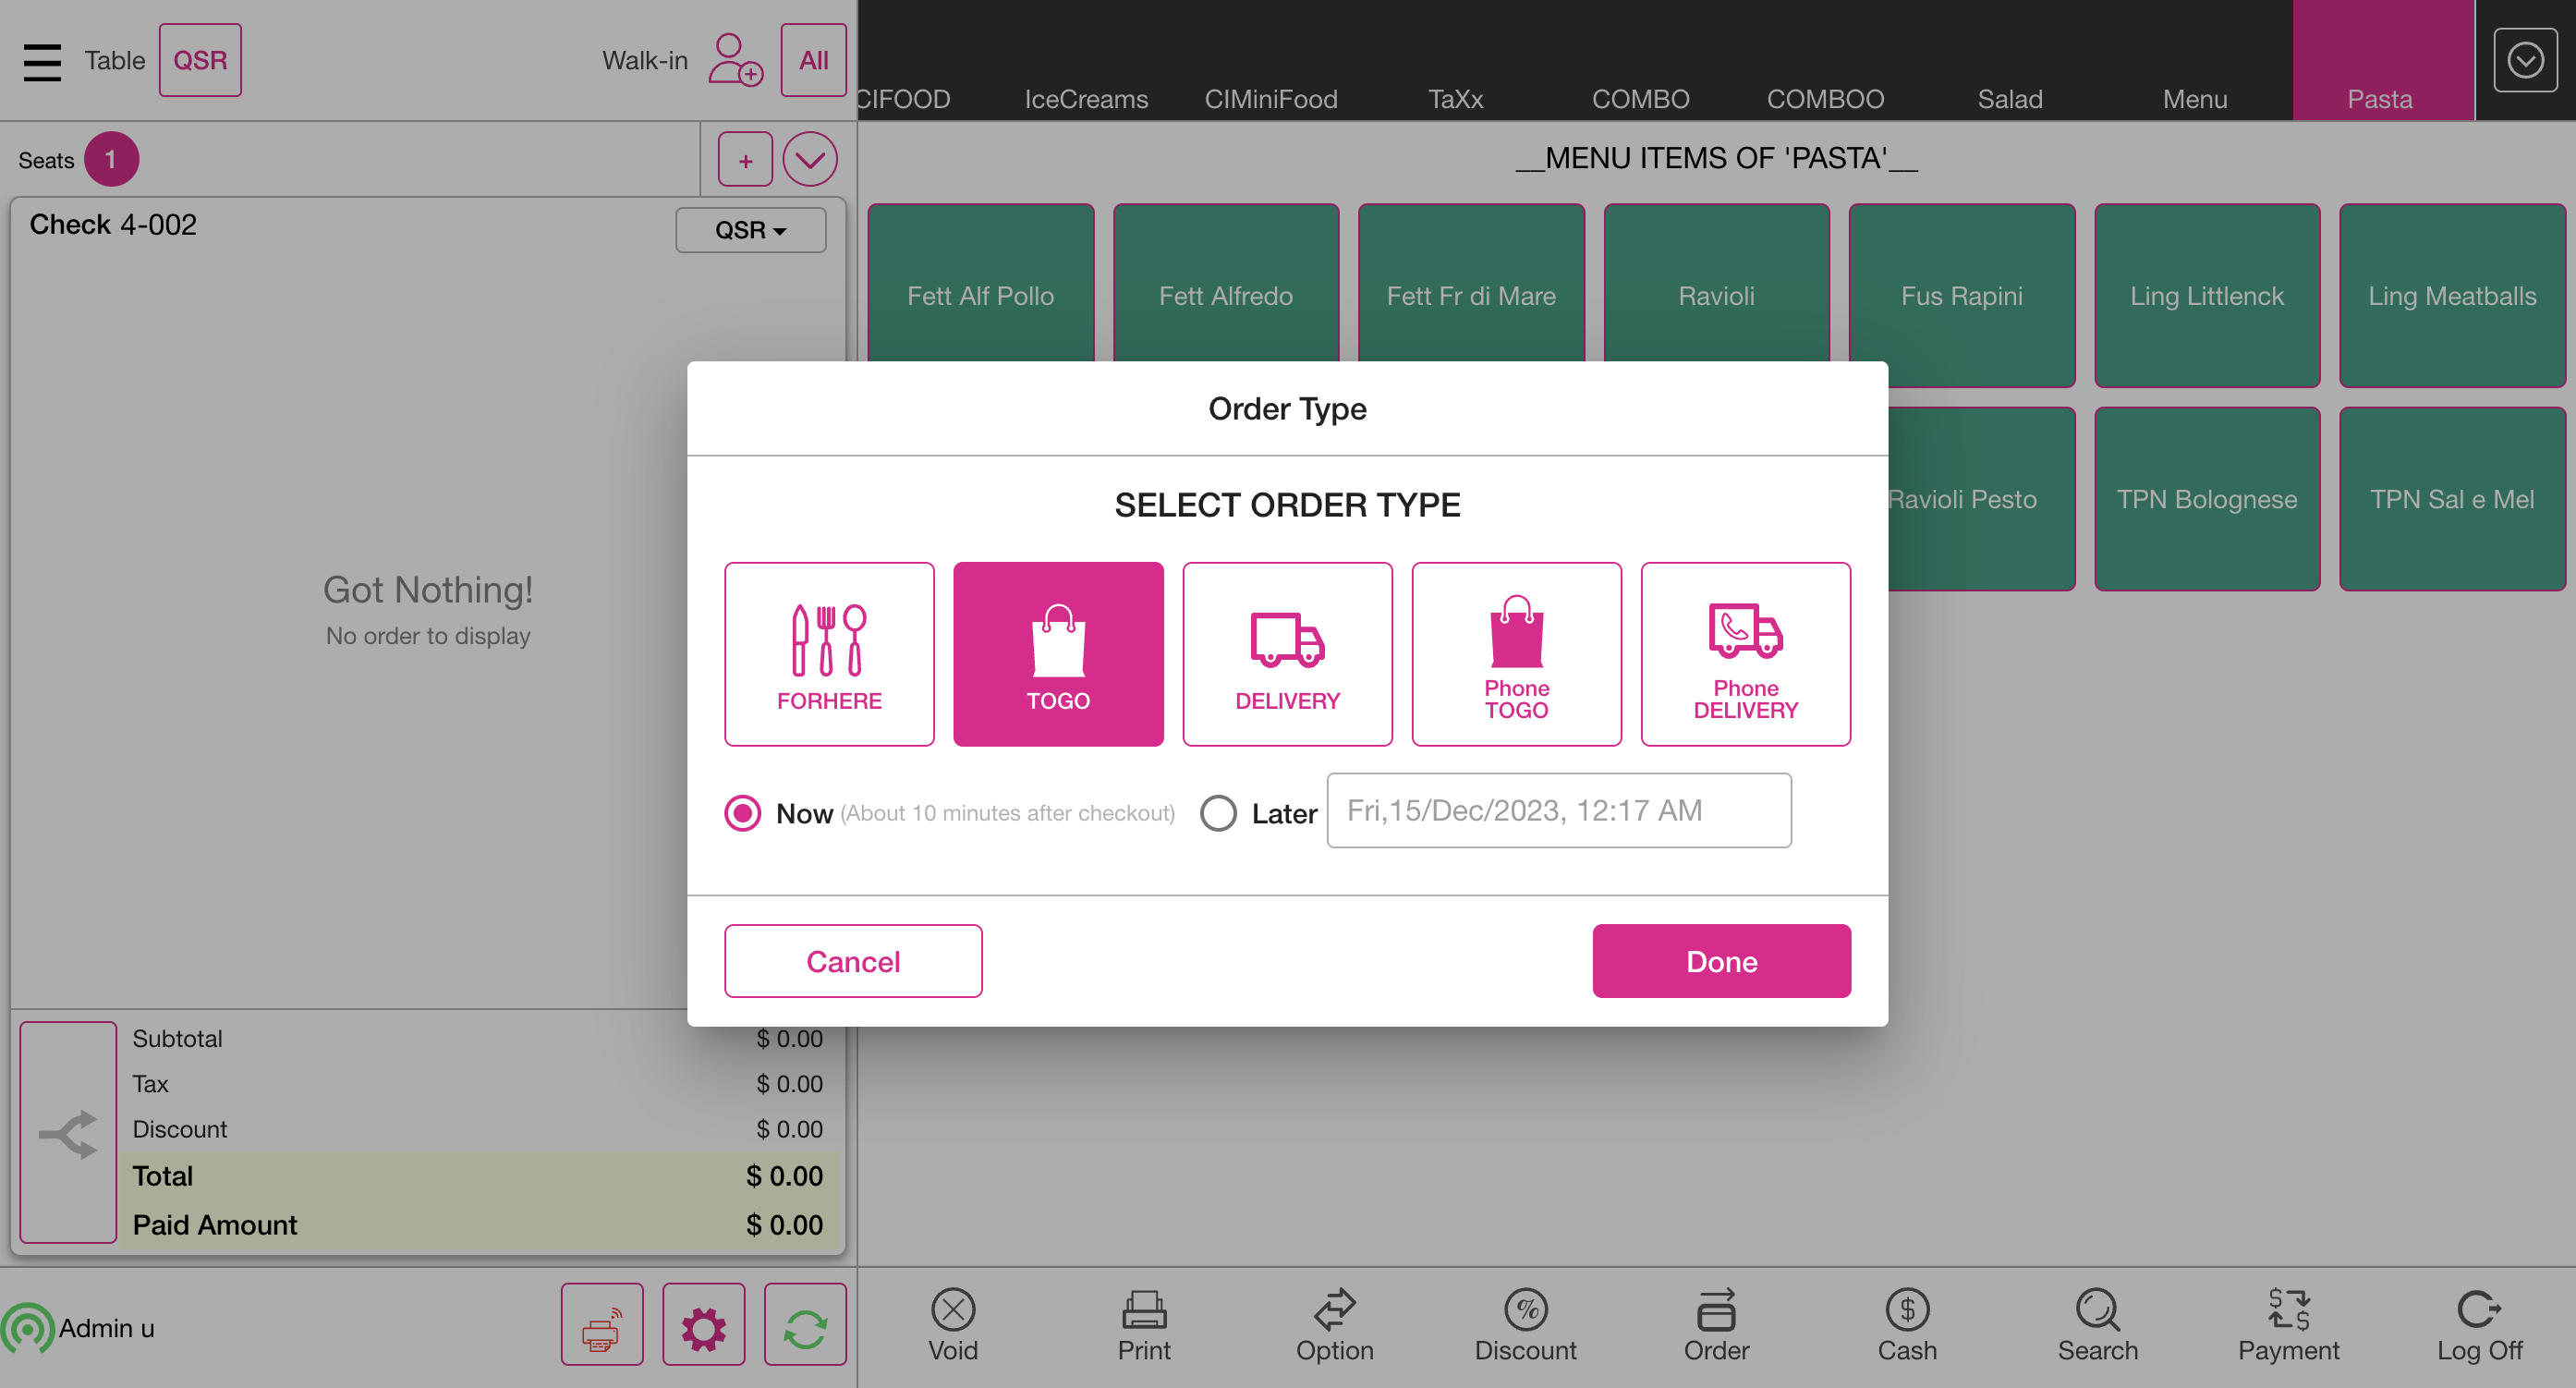 Table QSR Walk-in All
CIFOOD IceCreams CIMiniFood TaXx COMBO COMBOO Salad Menu Pasta
Seats 1 +
__MENU ITEMS OF 'PASTA'__
Check 4-002 QSR
Fett Alf Pollo Fett Alfredo Fett Fr di Mare Ravioli Fus Rapini Ling Littlenck Ling Meatballs
Ravioli Pesto TPN Bolognese TPN Sal e Mel
Got Nothing!
No order to display
Order Type
SELECT ORDER TYPE
FORHERE
TOGO
DELIVERY
Phone
TOGO
Phone
DELIVERY
Now (About 10 minutes after checkout) Later Fri,15/Dec/2023, 12:17 AM
Cancel Done
Subtotal $ 0.00
Tax $ 0.00
Discount $ 0.00
Total $ 0.00
Paid Amount $ 0.00
Admin u
Void Print Option Discount Order Cash Search Payment Log Off